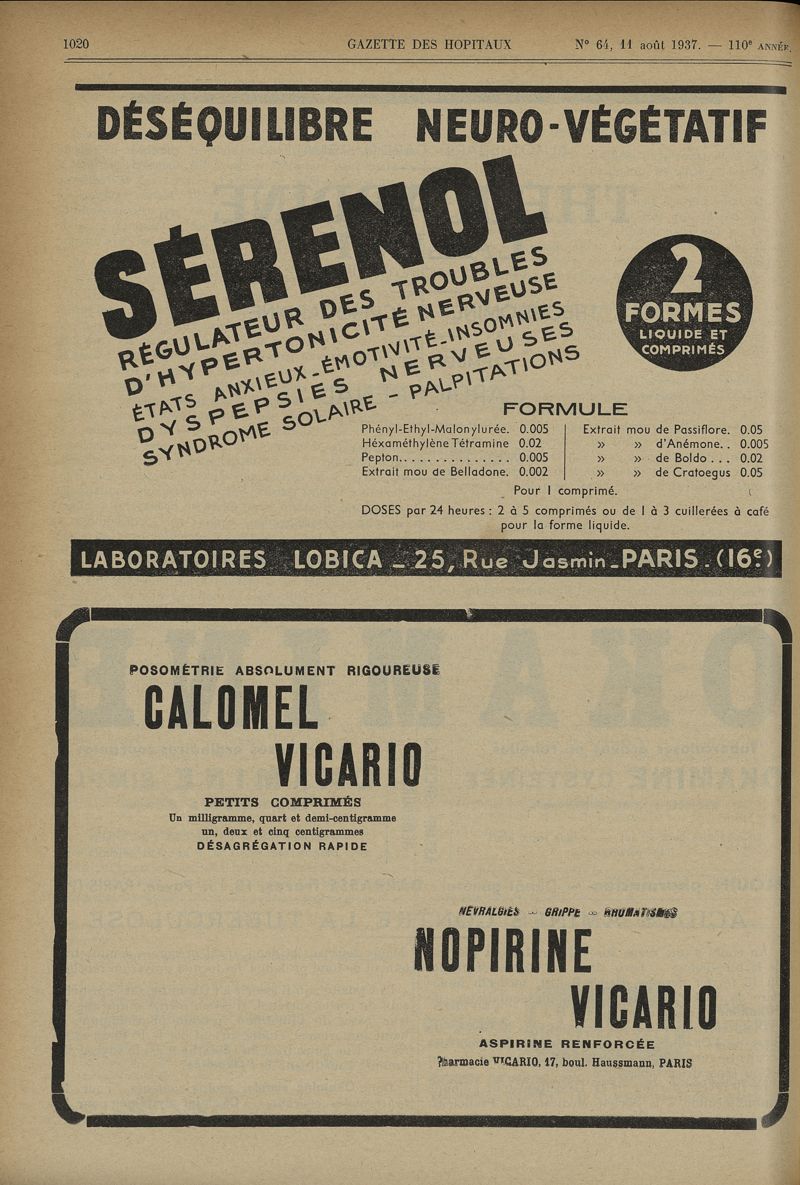 1020 GAZETTE DES HOPITAUX N° 64, 11 août 1937. — 110e ANNÉE.
DÉSÉQUILIBRE NEURO-VÉGÉTATIF
SÉRENOL
RÉGULATEUR DES TROUBLES
D'HYPERTONICITÉ NERVEUSE
ÉTATS ANXIEUX_ÉMOTIVITÉ_INSOMNIES
DYSPEPSIES NERVEUSES
SYNDROME SOLAIRE - PALPITATIONS
2
FORMES
LIQUIDE ET
COMPRIMÉS
FORMULE
Phényl-Ethyl-Malonylurée. 0.005
Héxaméthylène Tétramine 0.02
Pepton............... 0.005
Extrait mou de Belladone. 0.002
Extrait mou de Passiflore. 0.05
» » d'Anémone.. 0.005
» » de Boldo ... 0.02
» » de Cratoegus 0.05
Pour 1 comprimé.
DOSES par 24 heures : 2 à 5 comprimés ou de 1 à 3 cuillerées à café
pour la forme liquide.
LABORATOIRES LOBICA _ 25, Rue Jasmin _ PARIS . (16e)
POSOMÉTRIE ABSOLUMENT RIGOUREUSE
CALOMEL
VICARIO
PETITS COMPRIMÉS
Un milligramme, quart et demi-centigramme
un, deux et cinq centigrammes
DÉSAGRÉGATION RAPIDE
NÉVRALGIES — GRIPPE — RHUMATISMES
NOPIRINE
VICARIO
ASPIRINE RENFORCÉE
Pharmacie VICARIO, 17, boul. Haussmann, PARIS